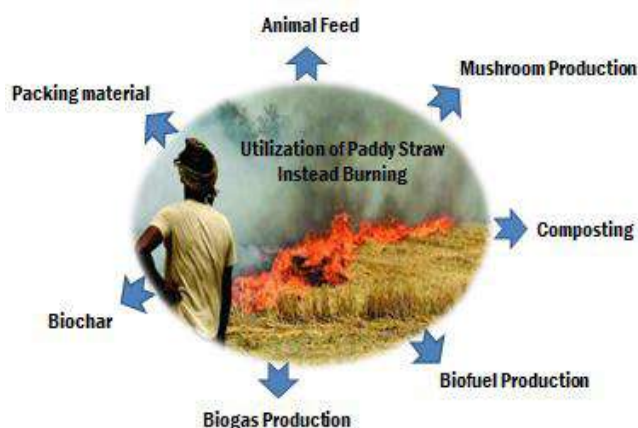 Animal Feed
Mushroom Production
Packing material
Utilization of Paddy Straw
Instead Burning
Composting
Biochar
Biofuel Production
Biogas Production